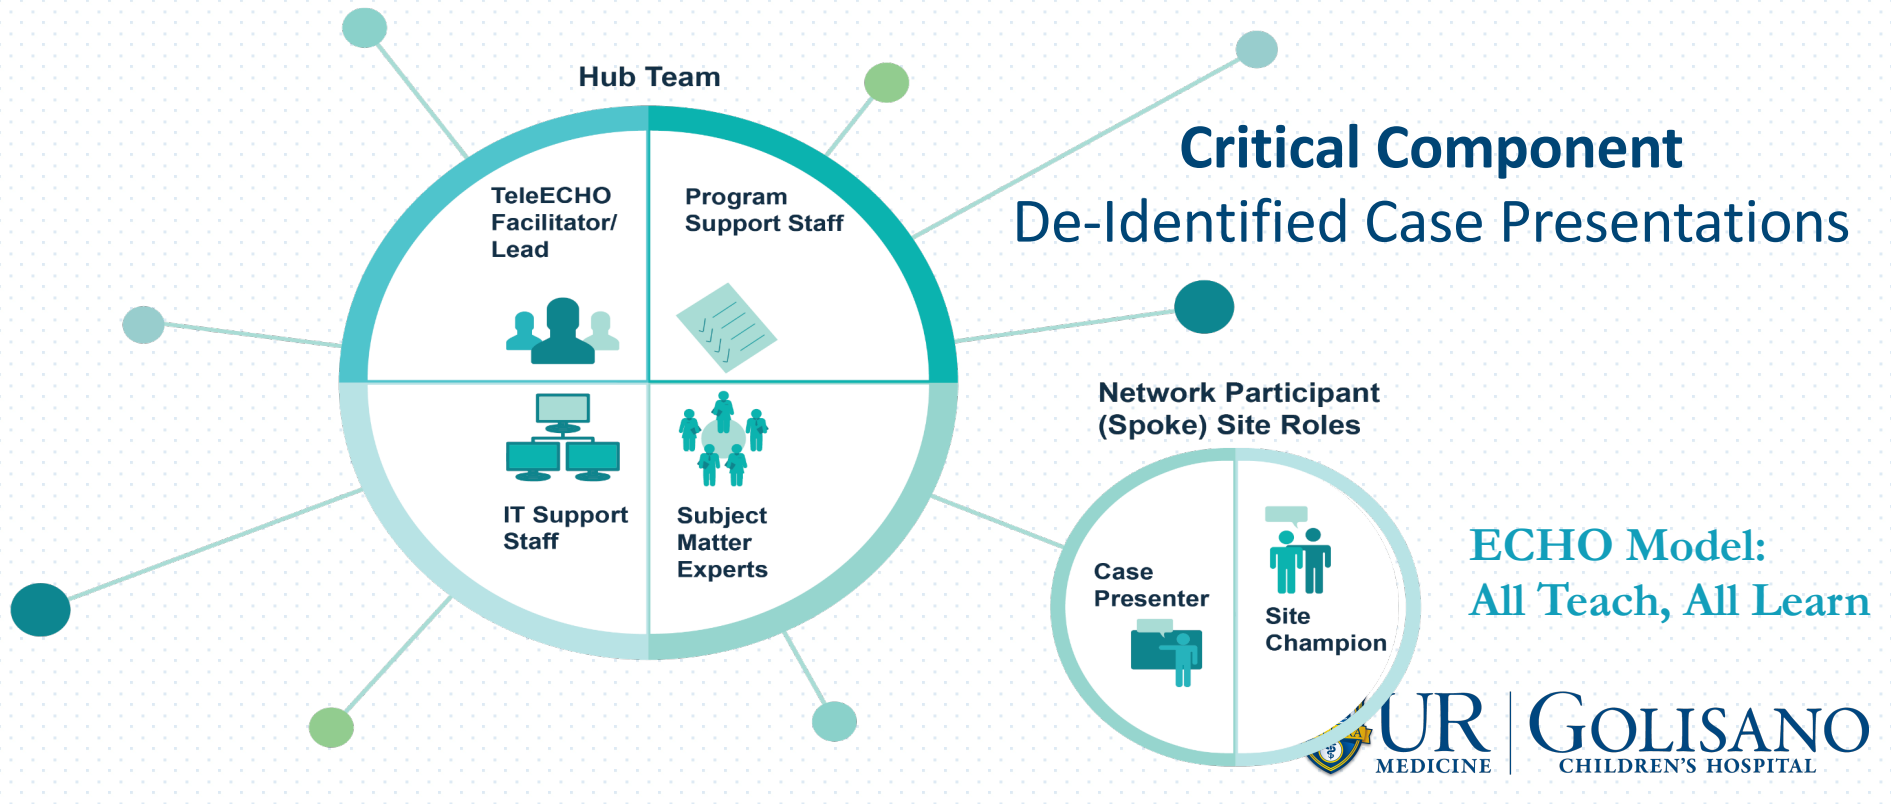 Hub Team
TeleECHO
Facilitator/
Lead
Program
Support Staff
IT Support
Staff
Subject
Matter
Experts
Critical Component
De-Identified Case Presentations
Network Participant
(Spoke) Site Roles
Case
Presenter
Site
Champion
ECHO Model:
All Teach, All Learn
UR
MEDICINE
GOLISANO
CHILDREN'S HOSPITAL